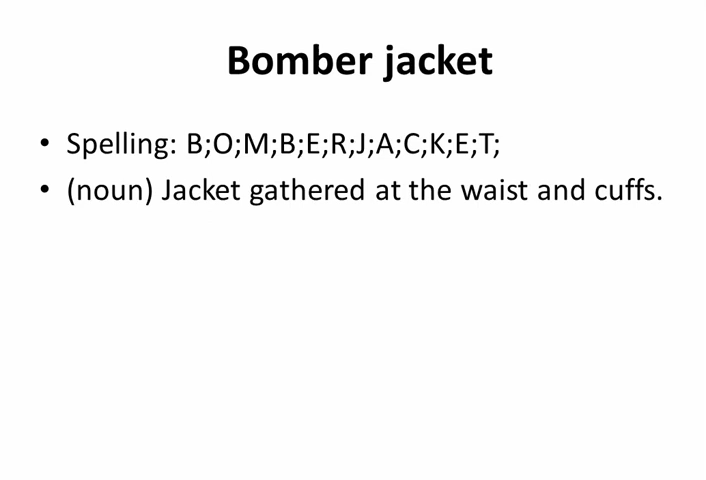 Bomber jacket
• Spelling: B;O;M;B;E;R;J;A;C;K;E;T;
• (noun) Jacket gathered at the waist and cuffs.